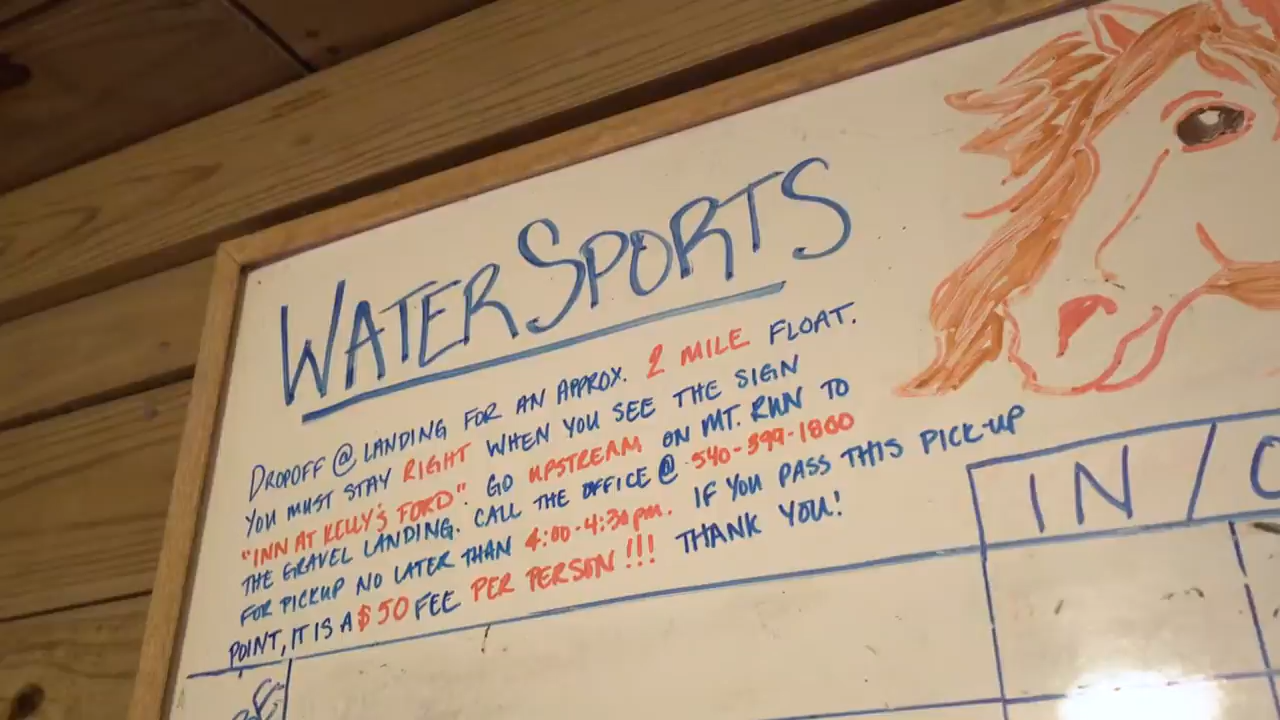 WATER SPORTS
DROPOFF @ LANDING FOR AN APPROX. 2 MILE FLOAT.
YOU MUST STAY RIGHT WHEN YOU SEE THE SIGN
"INN AT KELLY'S FORD". GO UPSTREAM ON MT. RUN TO
THE GRAVEL LANDING. CALL THE OFFICE @ 540-399-1800
FOR PICKUP NO LATER THAN 4:00-4:30pm. IF YOU PASS THIS PICK-UP
POINT, IT IS A $50 FEE PER PERSON!!! THANK YOU!
IN /